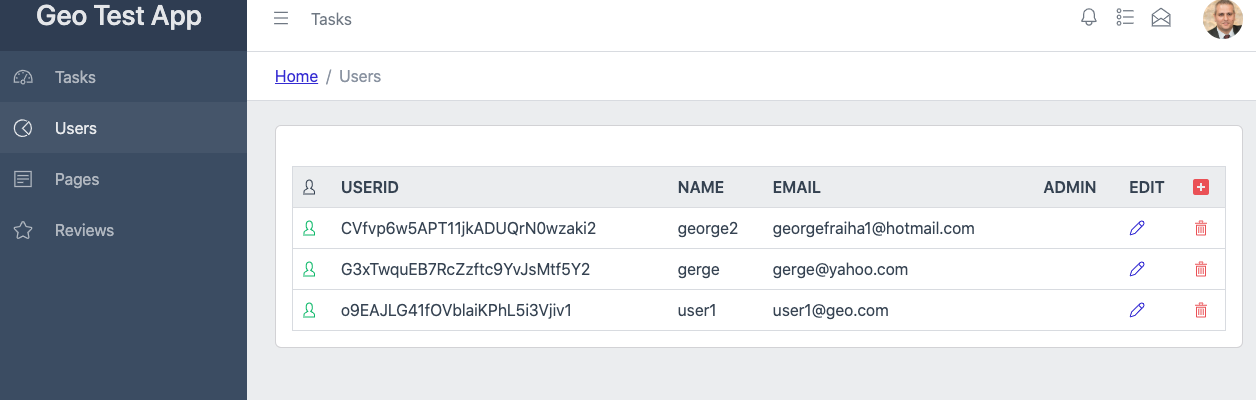 Geo Test App
Tasks
Tasks
Users
Pages
Reviews
Home / Users
USERID NAME EMAIL ADMIN EDIT
CVfvp6w5APT11jkADUQrN0wzaki2 george2 georgefraiha1@hotmail.com
G3xTwquEB7RcZzftc9YvJsMtf5Y2 gerge gerge@yahoo.com
o9EAJLG41fOVblaiKPhL5i3Vjiv1 user1 user1@geo.com